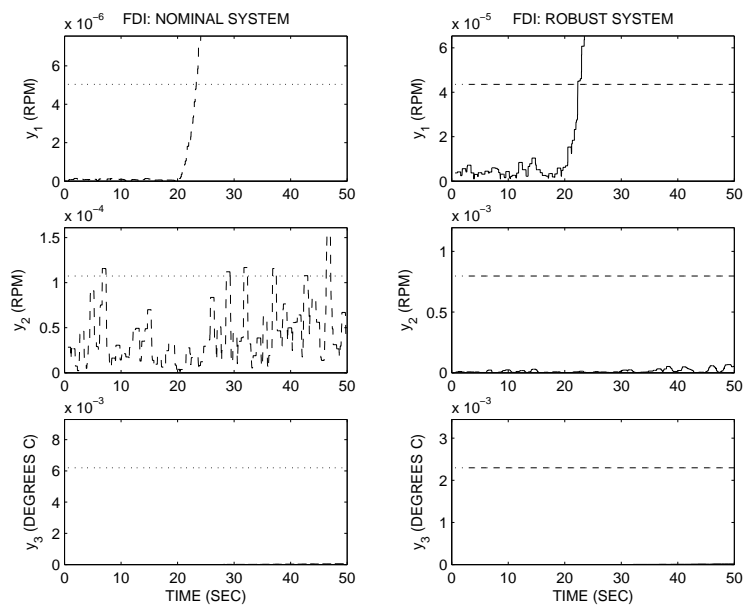 FDI: NOMINAL SYSTEM
x 10⁻⁶
y₁ (RPM)
6
4
2
0
0 10 20 30 40 50
x 10⁻⁴
y₂ (RPM)
1.5
1
0.5
0
0 10 20 30 40 50
x 10⁻³
y₃ (DEGREES C)
8
6
4
2
0
0 10 20 30 40 50
TIME (SEC)
FDI: ROBUST SYSTEM
x 10⁻⁵
y₁ (RPM)
6
4
2
0
0 10 20 30 40 50
x 10⁻³
y₂ (RPM)
1
0.5
0
0 10 20 30 40 50
x 10⁻³
y₃ (DEGREES C)
3
2
1
0
0 10 20 30 40 50
TIME (SEC)